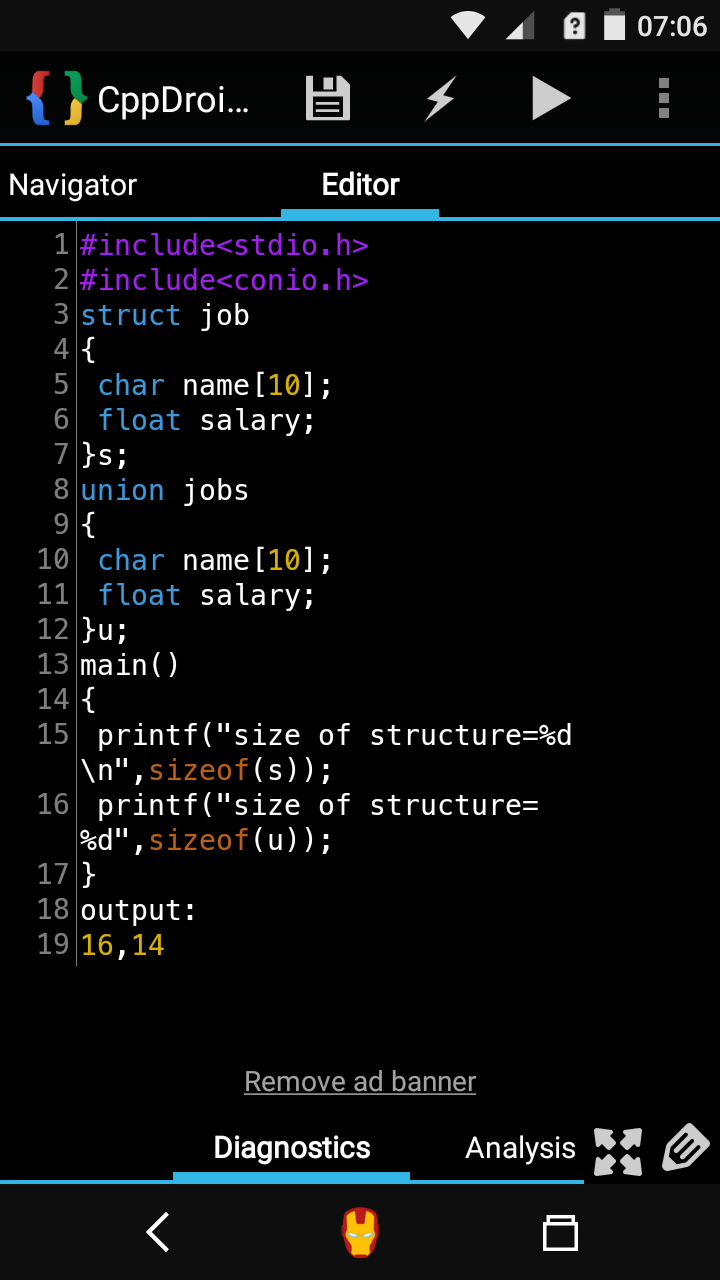 07:06
CppDroi...
Navigator Editor
1 #include<stdio.h>
2 #include<conio.h>
3 struct job
4 {
5 char name[10];
6 float salary;
7 }s;
8 union jobs
9 {
10 char name[10];
11 float salary;
12 }u;
13 main()
14 {
15 printf("size of structure=%d
\n",sizeof(s));
16 printf("size of structure=
%d",sizeof(u));
17 }
18 output:
19 16,14
Remove ad banner
Diagnostics Analysis